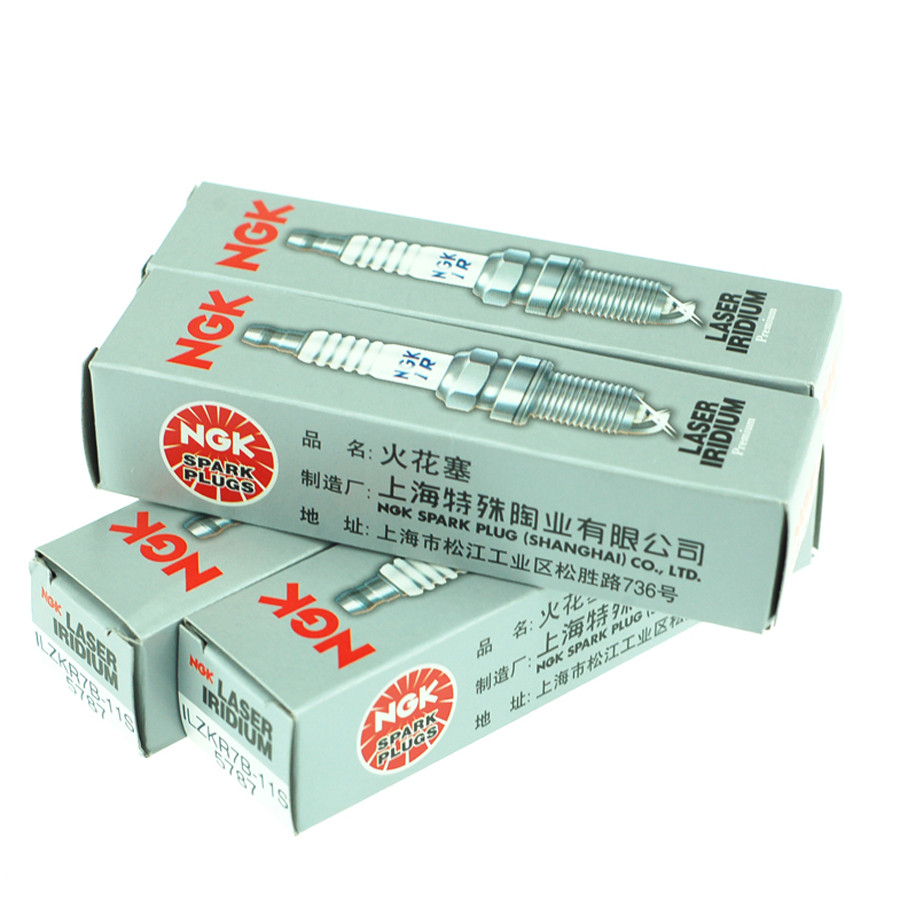 NGK
NGK
IR
LASER
IRIDIUM
Premium
NGK
NGK
IR
LASER
IRIDIUM
Premium
NGK
SPARK
PLUGS
品 名: 火花塞
制造厂: 上海特殊陶业有限公司
NGK SPARK PLUG (SHANGHAI) CO., LTD.
地 址: 上海市松江工业区松胜路736号
NGK
NGK
LASER
IRIDIUM
ILZKR7B-11S
5787
NGK
NGK
LASER
IRIDIUM
ILZKR7B-11S
5787
NGK
SPARK
PLUGS
品 名: 火花塞
制造厂: 上海特殊
NGK SPARK PLUG
地 址: 上海市松江工业区松